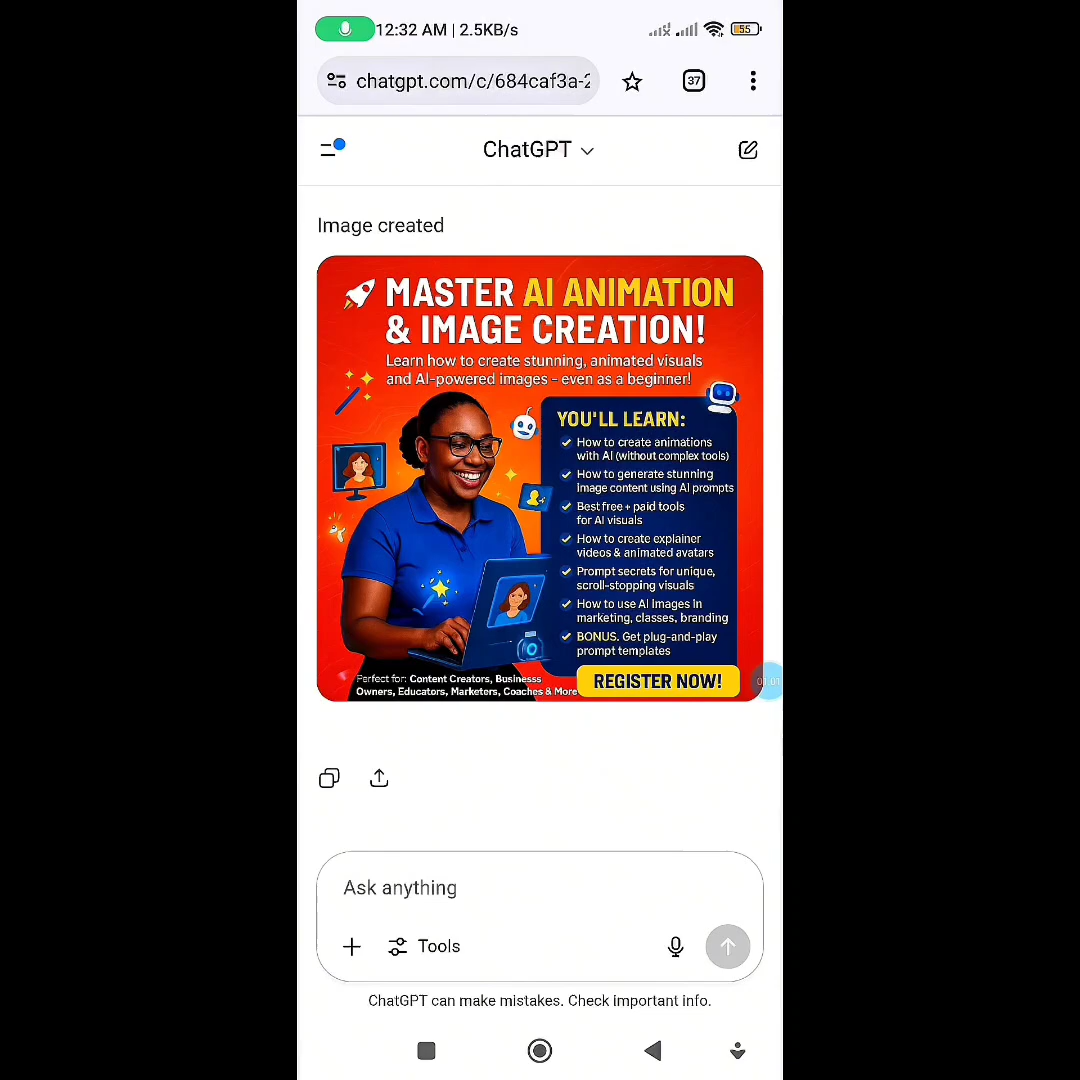 12:32 AM | 2.5KB/s
55
chatgpt.com/c/684caf3a-2
37
ChatGPT
Image created
MASTER AI ANIMATION
& IMAGE CREATION!
Learn how to create stunning, animated visuals
and AI-powered images – even as a beginner!
YOU'LL LEARN:
How to create animations
with AI (without complex tools)
How to generate stunning
image content using AI prompts
Best free + paid tools
for AI visuals
How to create explainer
videos & animated avatars
Prompt secrets for unique,
scroll-stopping visuals
How to use AI images in
marketing, classes, branding
BONUS. Get plug-and-play
prompt templates
Perfect for: Content Creators, Businesss
Owners, Educators, Marketers, Coaches & More
REGISTER NOW!
01:01
Ask anything
Tools
ChatGPT can make mistakes. Check important info.